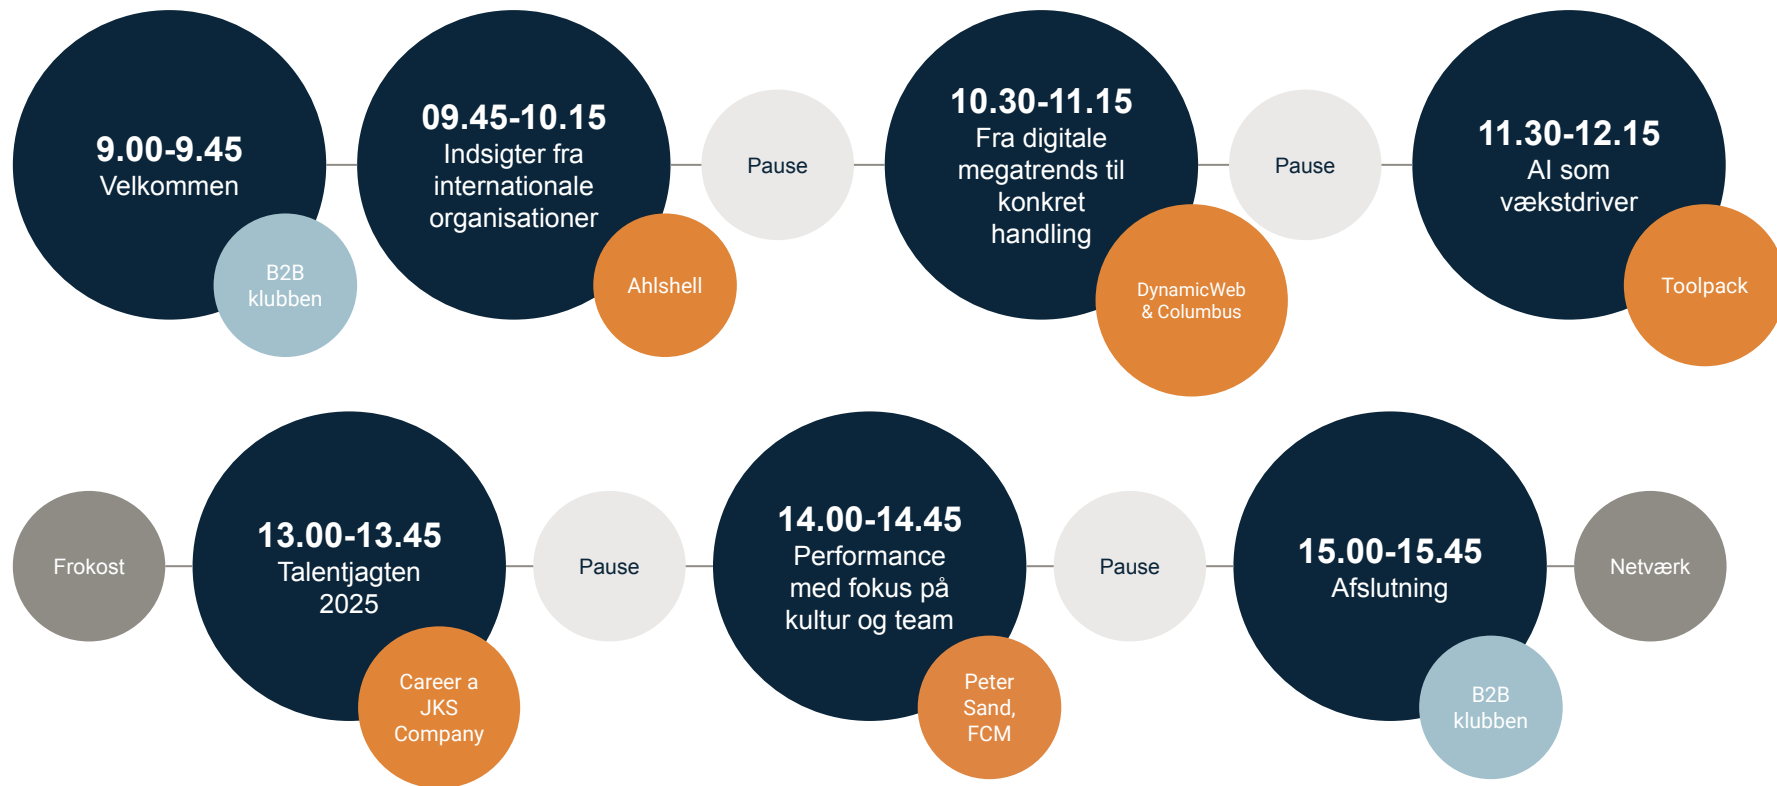 9.00-9.45
Velkommen
B2B
klubben
09.45-10.15
Indsigter fra
internationale
organisationer
Ahlshell
Pause
10.30-11.15
Fra digitale
megatrends til
konkret
handling
DynamicWeb
& Columbus
Pause
11.30-12.15
AI som
vækstdriver
Toolpack
Frokost
13.00-13.45
Talentjagten
2025
Career a
JKS
Company
Pause
14.00-14.45
Performance
med fokus på
kultur og team
Peter
Sand,
FCM
Pause
15.00-15.45
Afslutning
B2B
klubben
Netværk